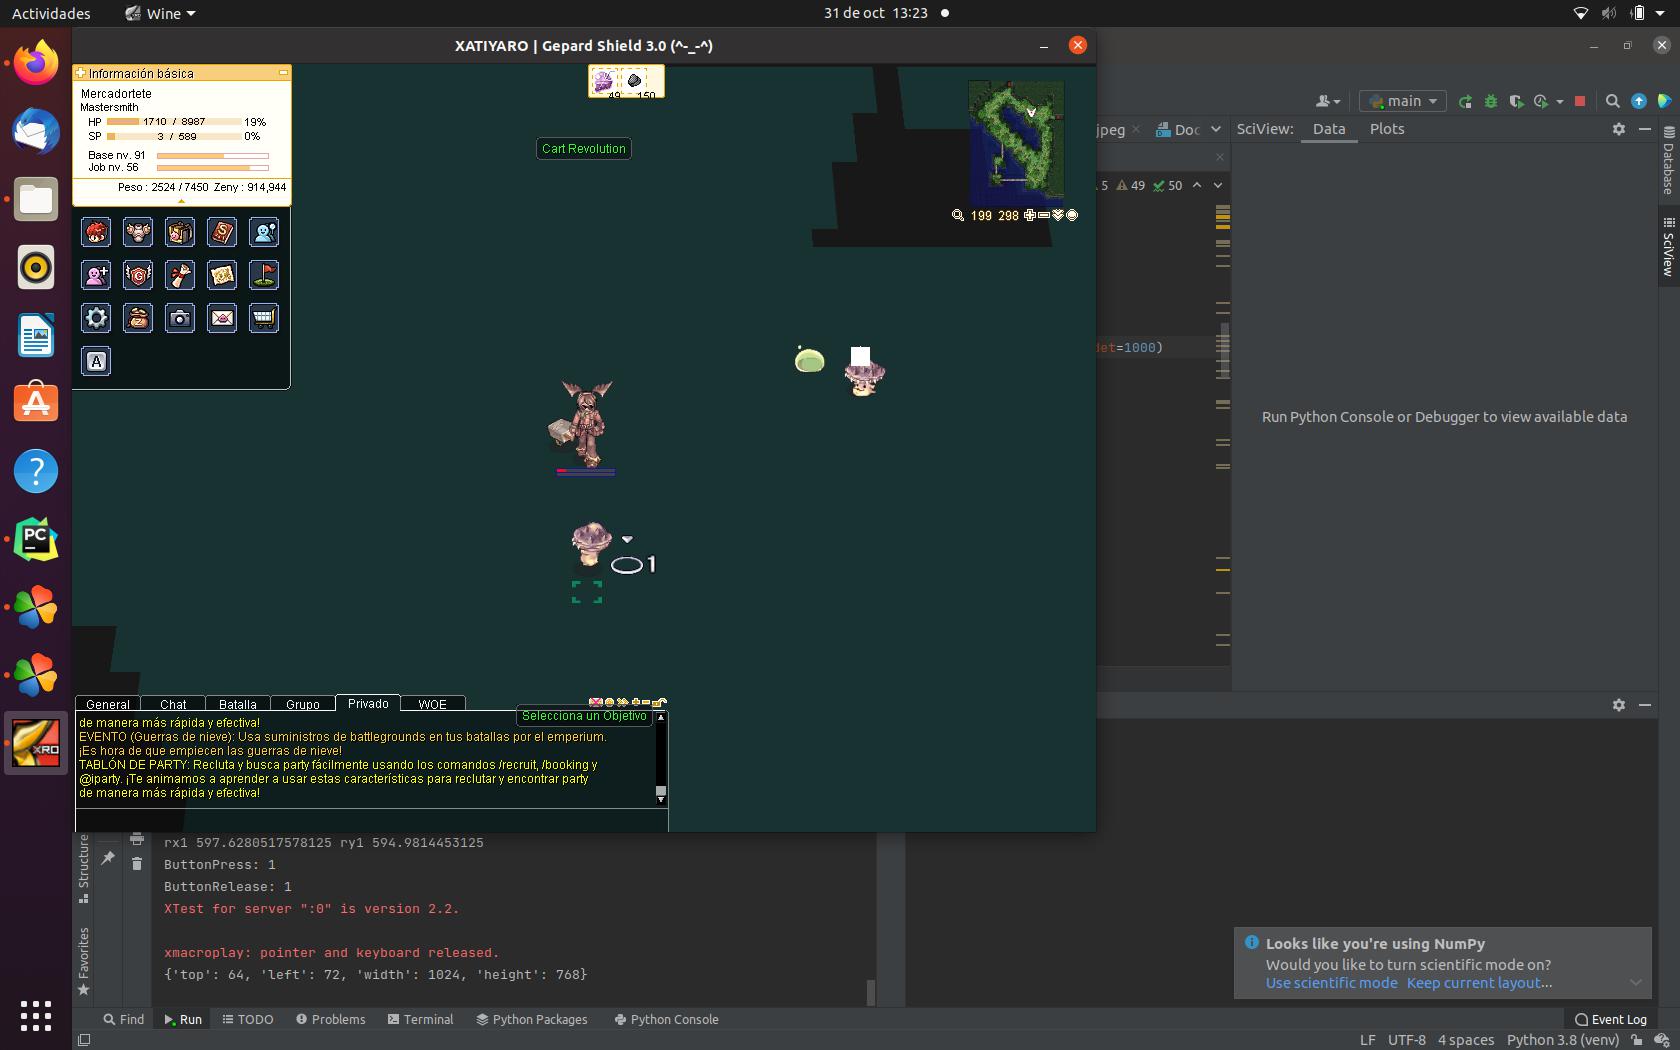 Actividades
Wine
31 de oct 13:23
XATIYARO | Gepard Shield 3.0 (^-_-^)
Información básica
Mercadortete
Mastersmith
HP 1710 / 8987 19%
SP 3 / 589 0%
Base nv. 91
Job nv. 56
Peso : 2524 / 7450 Zeny : 914,944
49 150
Cart Revolution
199 298
A
1
General Chat Batalla Grupo Privado WOE
Selecciona un Objetivo
de manera más rápida y efectiva!
EVENTO (Guerras de nieve): Usa suministros de battlegrounds en tus batallas por el emperium.
¡Es hora de que empiecen las guerras de nieve!
TABLÓN DE PARTY: Recluta y busca party fácilmente usando los comandos /recruit, /booking y
@iparty. ¡Te animamos a aprender a usar estas características para reclutar y encontrar party
de manera más rápida y efectiva!
main
jpeg
Doc
SciView: Data Plots
5 49 50
det=1000)
Run Python Console or Debugger to view available data
Database
SciView
PC
XRO
Structure
Favorites
rx1 597.6280517578125 ry1 594.9814453125
ButtonPress: 1
ButtonRelease: 1
XTest for server ":0" is version 2.2.
xmacroplay: pointer and keyboard released.
{'top': 64, 'left': 72, 'width': 1024, 'height': 768}
Looks like you're using NumPy
Would you like to turn scientific mode on?
Use scientific mode Keep current layout...
Find Run TODO Problems Terminal Python Packages Python Console
Event Log
LF UTF-8 4 spaces Python 3.8 (venv)